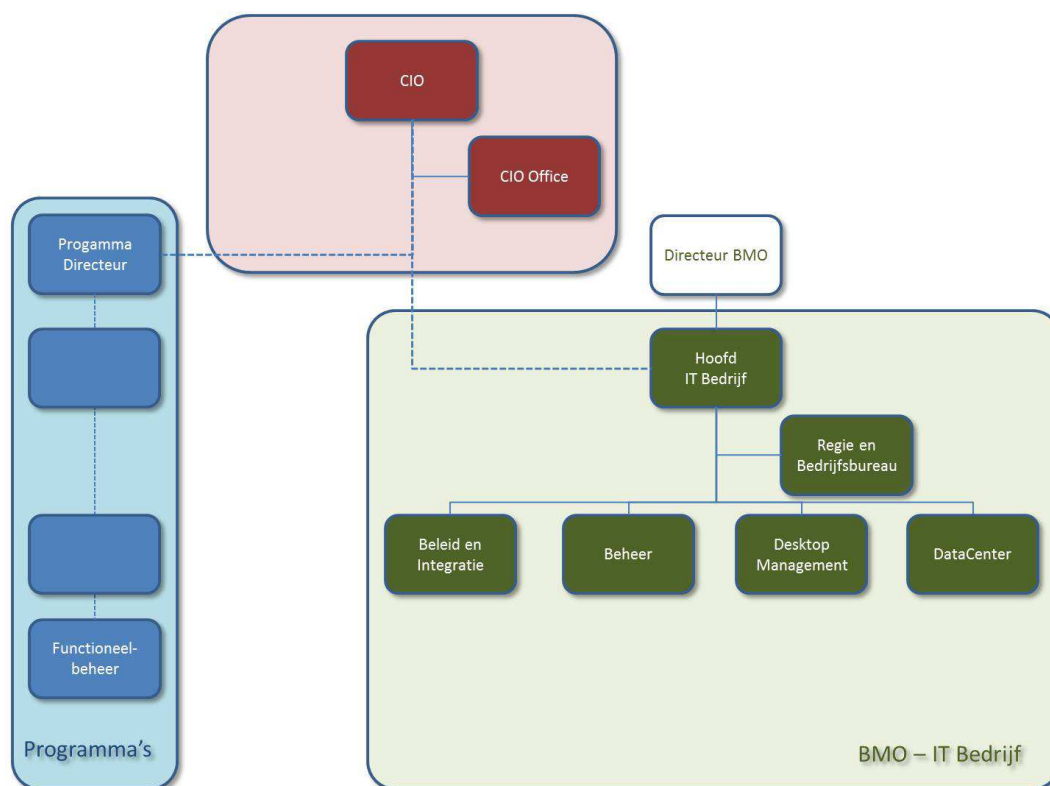 CIO
CIO Office
Progamma
Directeur
Directeur BMO
Hoofd
IT Bedrijf
Regie en
Bedrijfsbureau
Beleid en
Integratie
Beheer
Desktop
Management
DataCenter
Functioneel-
beheer
Programma's
BMO – IT Bedrijf